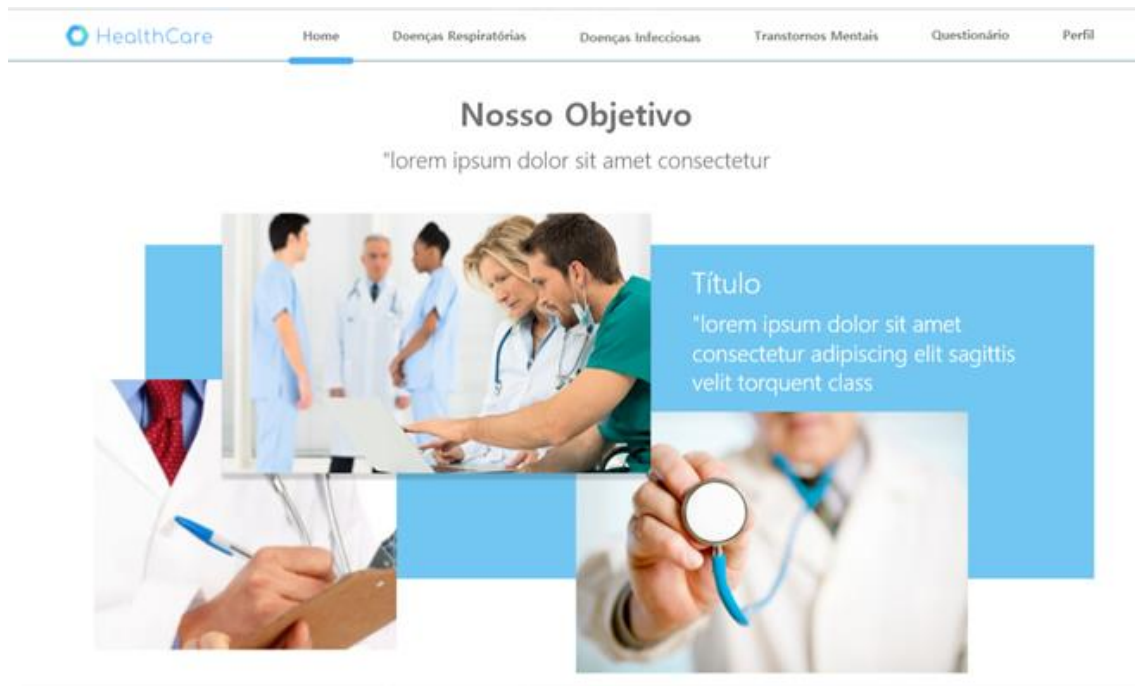 HealthCare
Home
Doenças Respiratórias
Doenças Infecciosas
Transtornos Mentais
Questionário
Perfil
Nosso Objetivo
"lorem ipsum dolor sit amet consectetur
Título
"lorem ipsum dolor sit amet
consectetur adipiscing elit sagittis
velit torquent class